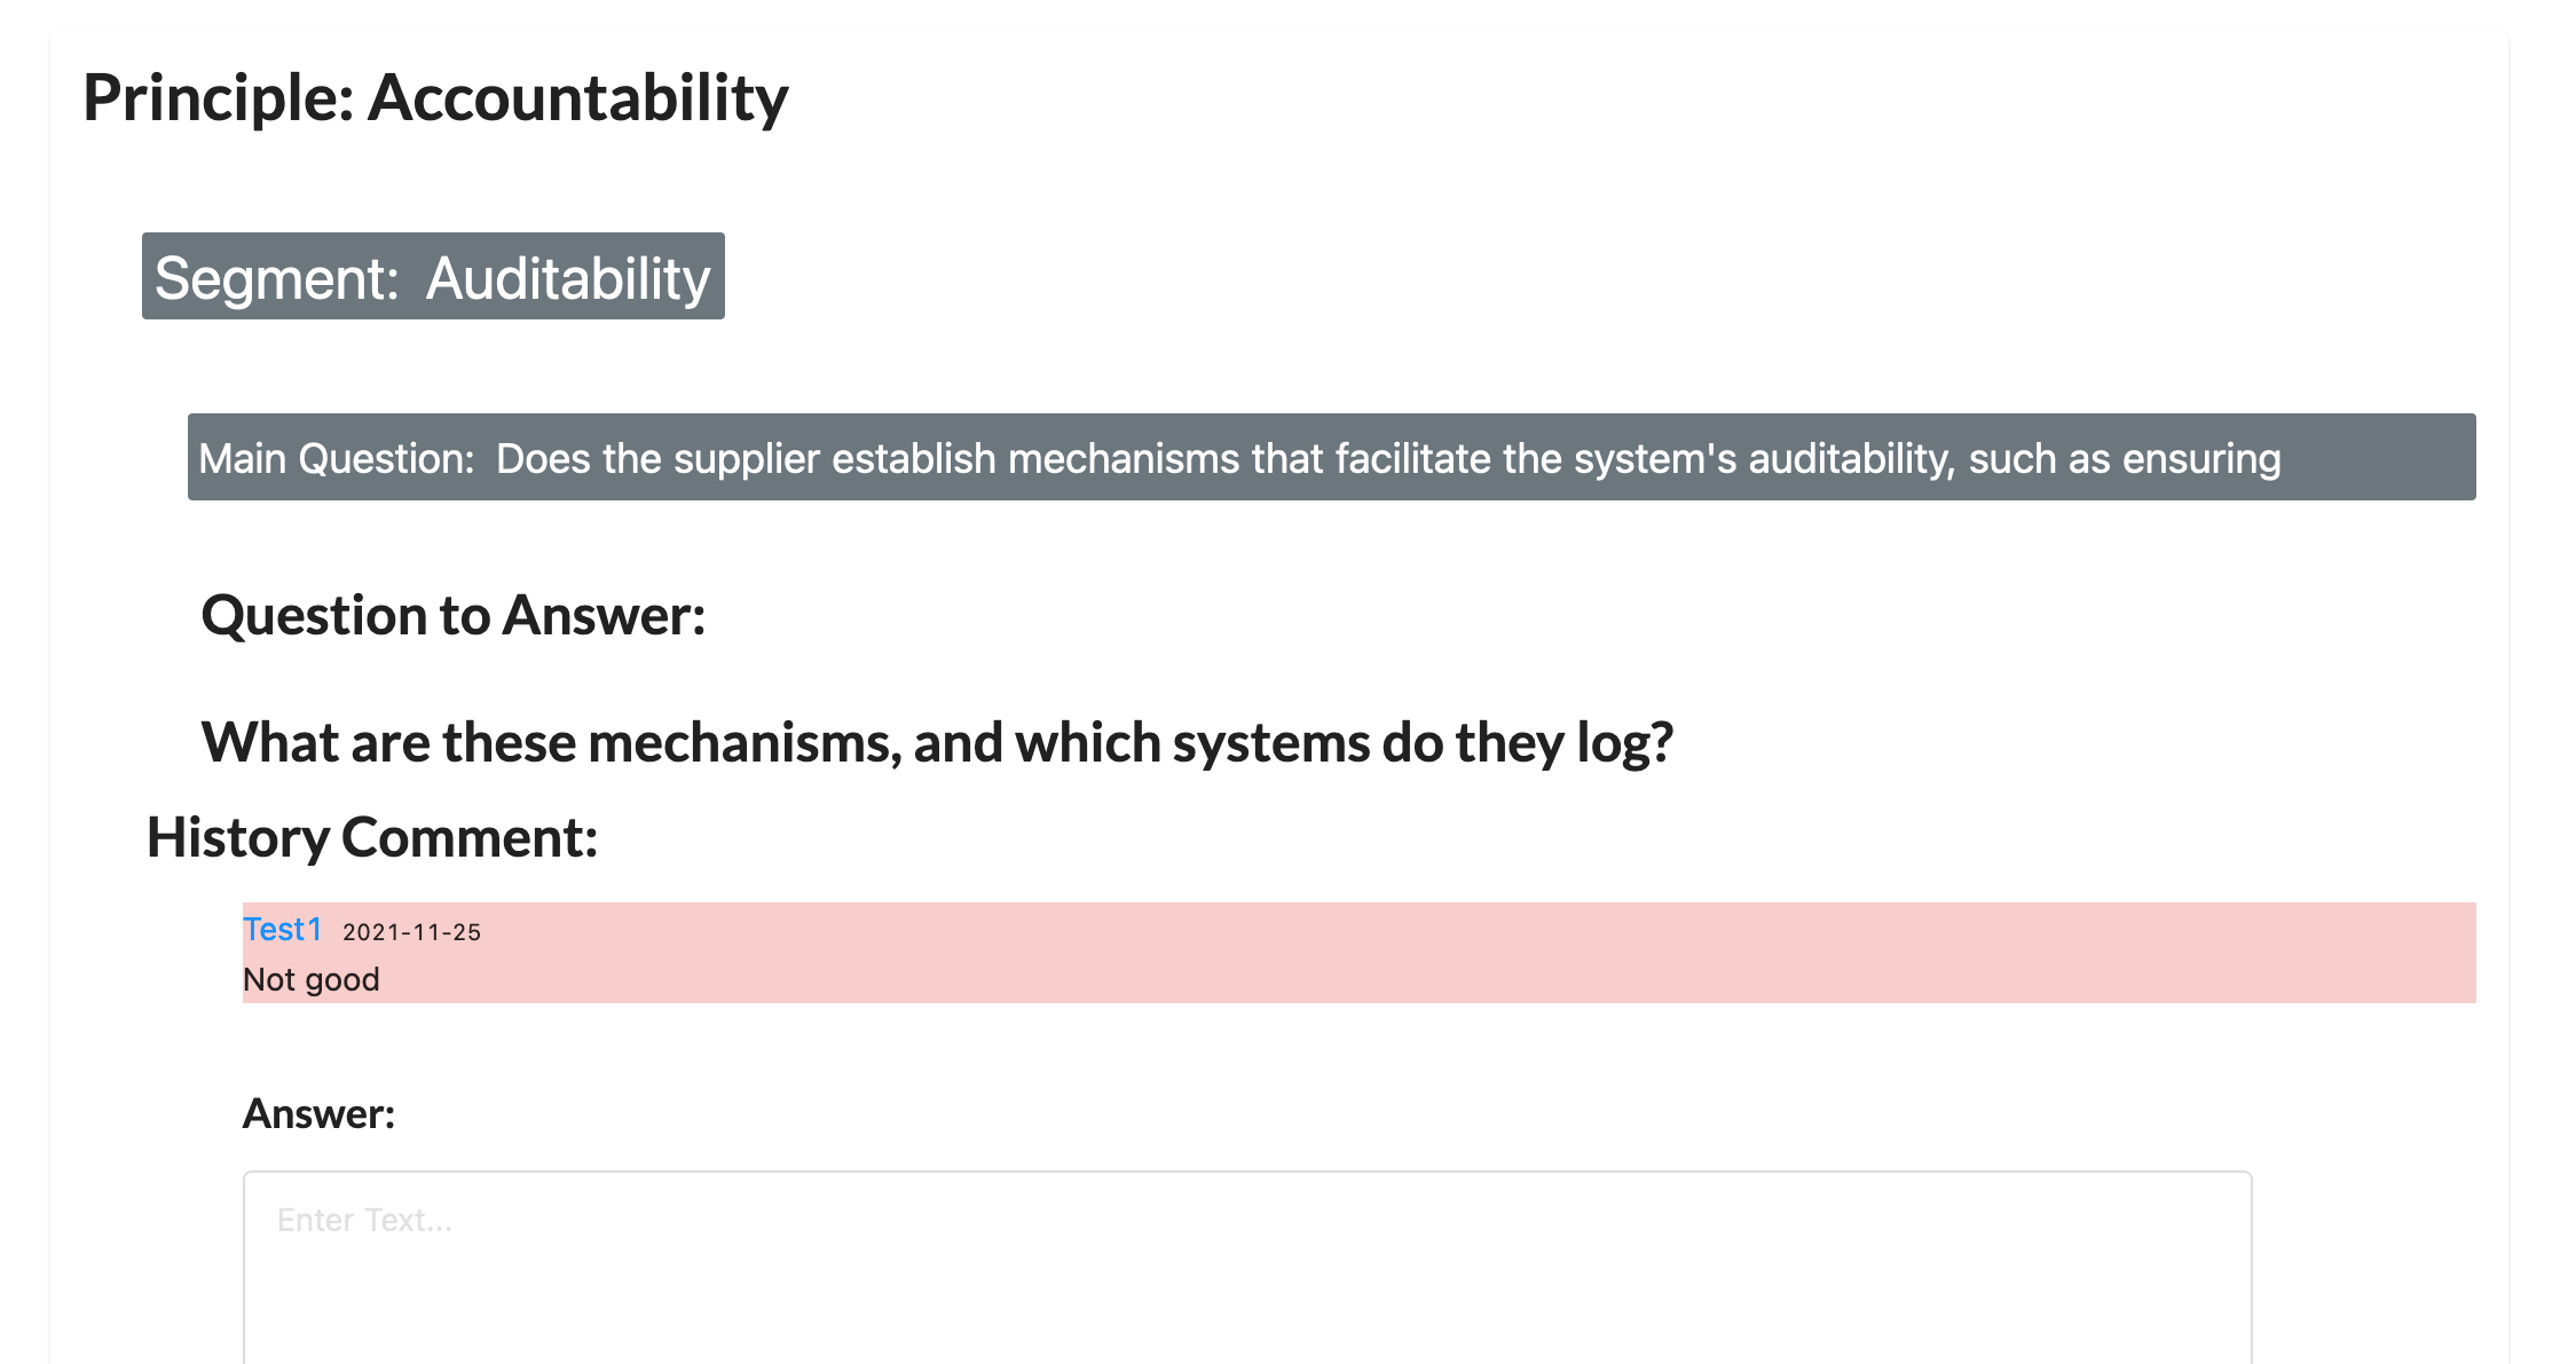 Principle: Accountability
Segment: Auditability
Main Question: Does the supplier establish mechanisms that facilitate the system's auditability, such as ensuring
Question to Answer:
What are these mechanisms, and which systems do they log?
History Comment:
Test1 2021-11-25
Not good
Answer:
Enter Text...